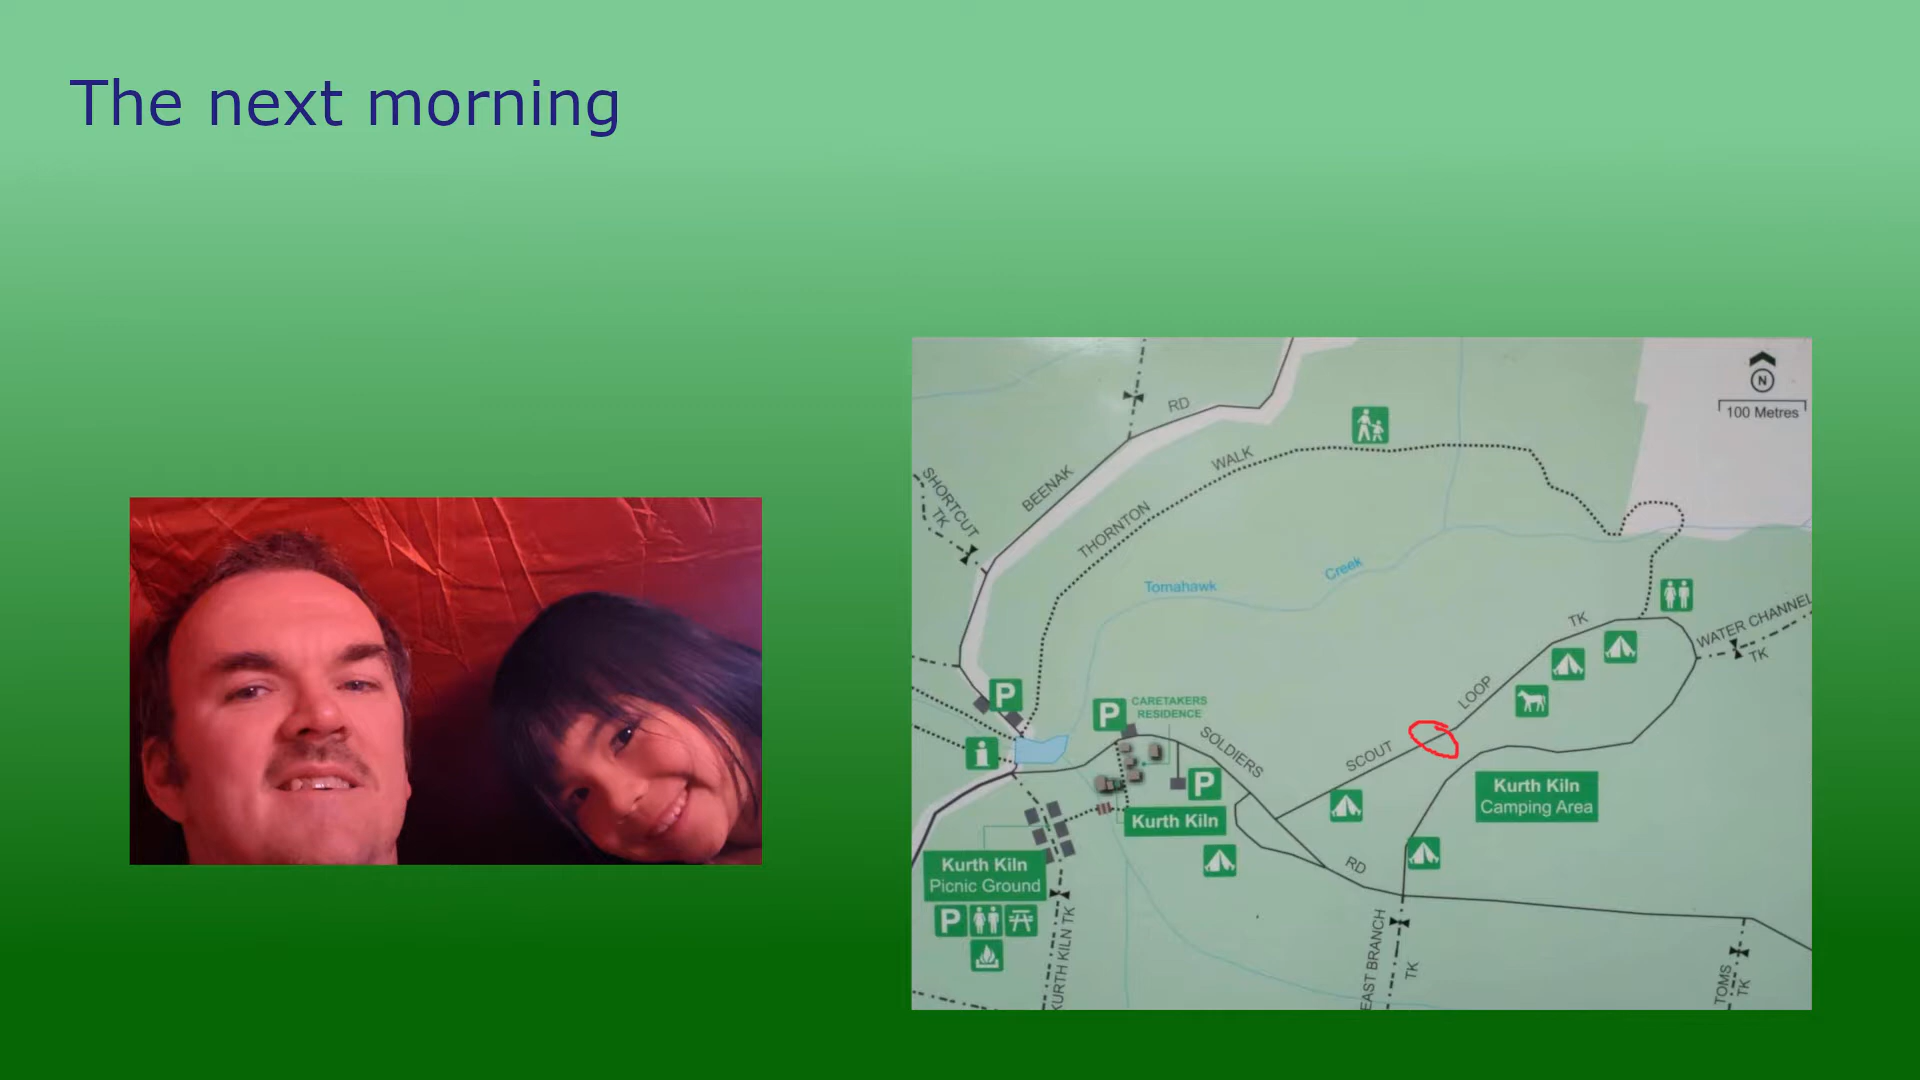 The next morning
N
100 Metres
RD
BEENAK
SHORTCUT
TK
WALK
THORNTON
Tomahawk
Creek
TK
WATER CHANNEL
TK
LOOP
SCOUT
P
P
CARETAKERS
RESIDENCE
SOLDIERS
i
P
Kurth Kiln
Kurth Kiln
Camping Area
Kurth Kiln
Picnic Ground
P
RD
KURTH KILN TK
EAST BRANCH
TK
TOMS
TK